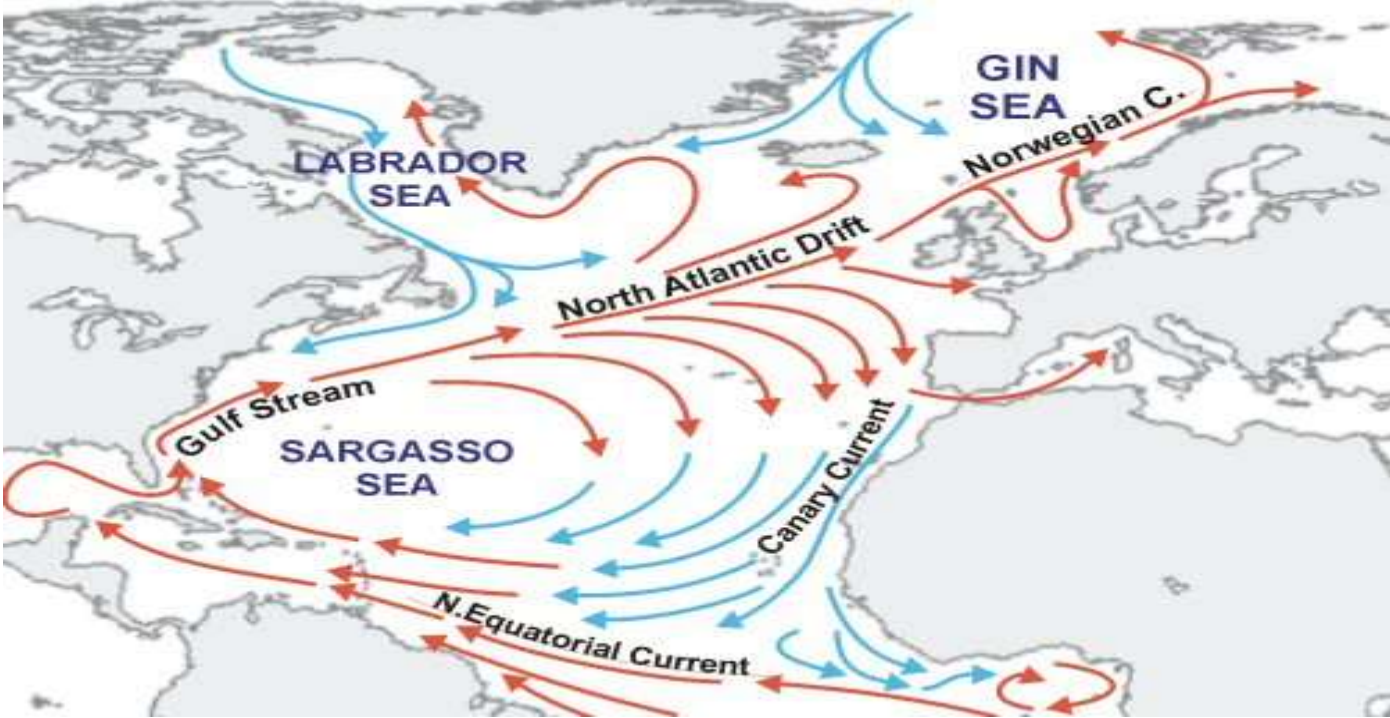 GIN
SEA
Norwegian C.
LABRADOR
SEA
North Atlantic Drift
Gulf Stream
SARGASSO
SEA
Canary Current
N.Equatorial Current